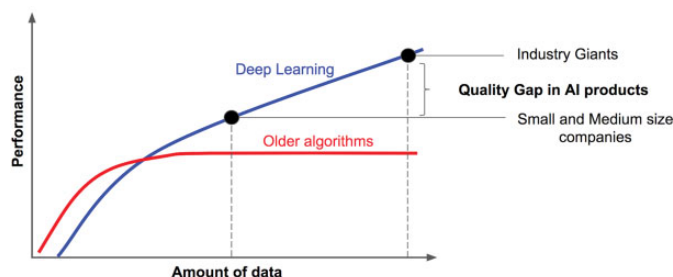 Performance
Deep Learning
Industry Giants
Quality Gap in AI products
Small and Medium size
companies
Older algorithms
Amount of data